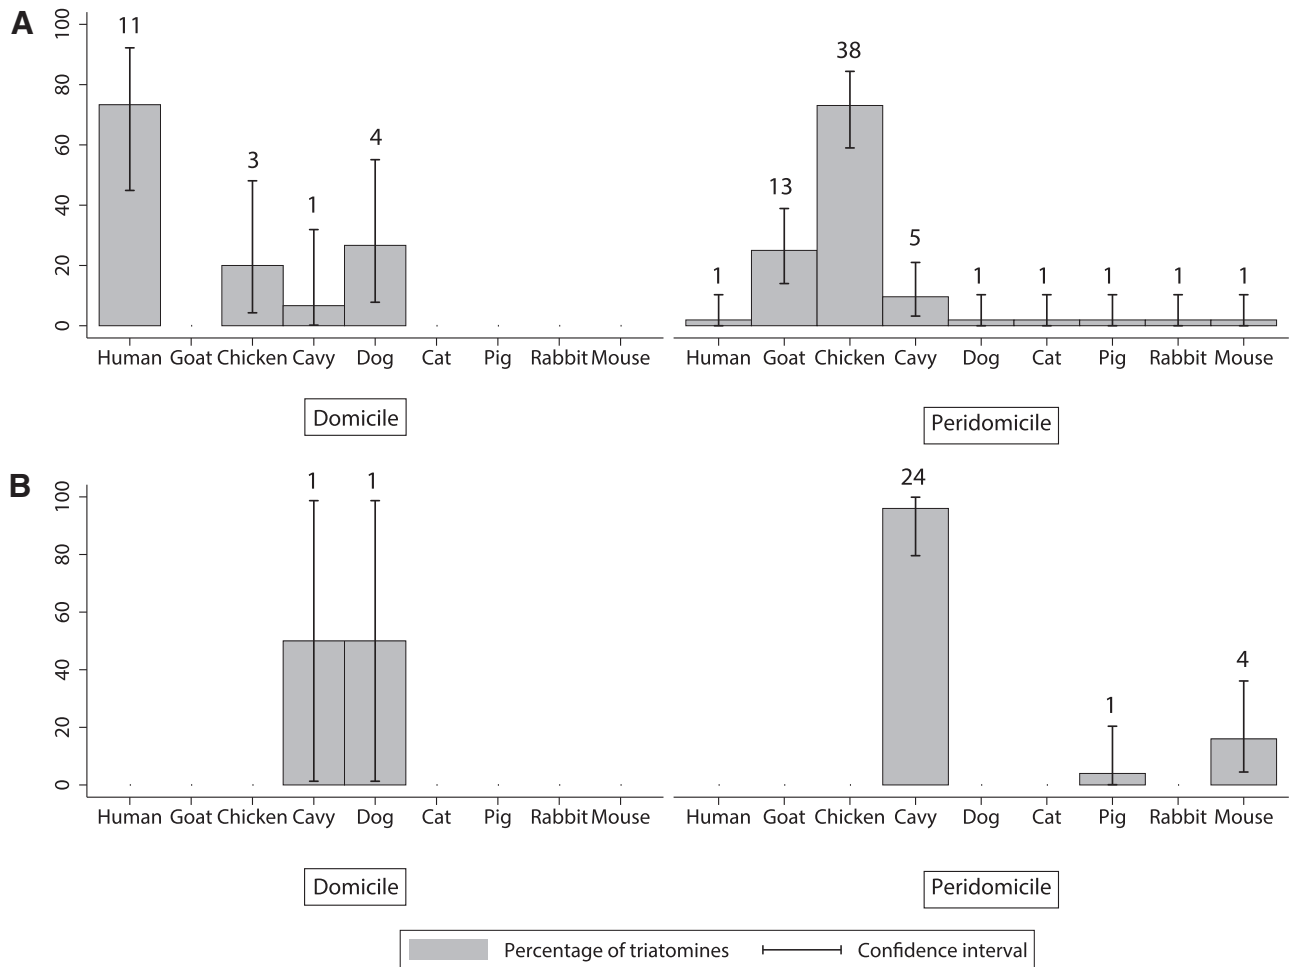 A
100
80
60
40
20
0
11
3
1
4
Human Goat Chicken Cavy Dog Cat Pig Rabbit Mouse
Domicile
1
13
38
5
1
1
1
1
1
Human Goat Chicken Cavy Dog Cat Pig Rabbit Mouse
Peridomicile
B
100
80
60
40
20
0
1
1
Human Goat Chicken Cavy Dog Cat Pig Rabbit Mouse
Domicile
24
1
4
Human Goat Chicken Cavy Dog Cat Pig Rabbit Mouse
Peridomicile
Percentage of triatomines Confidence interval